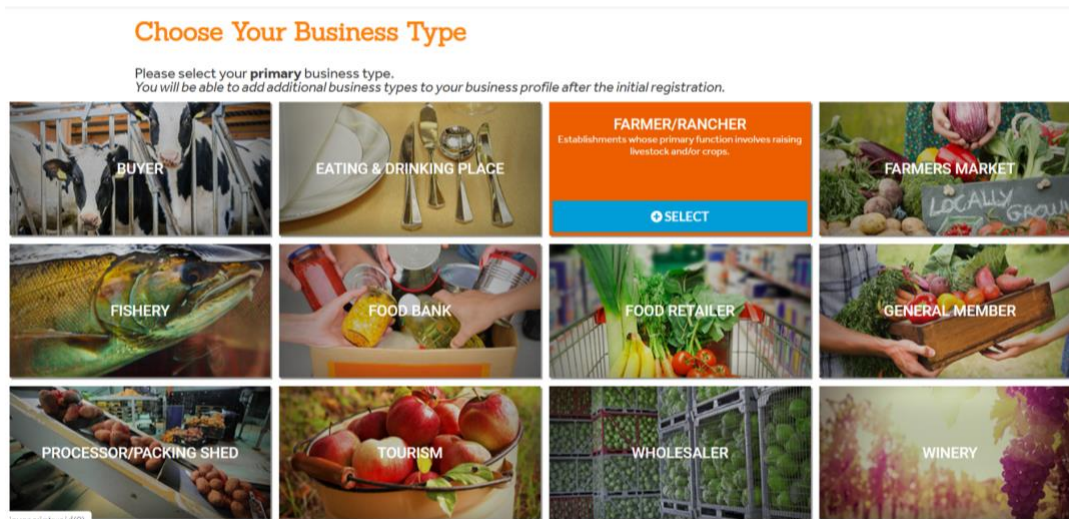 Choose Your Business Type
Please select your primary business type.
You will be able to add additional business types to your business profile after the initial registration.
BUYER
EATING & DRINKING PLACE
FARMER/RANCHER
Establishments whose primary function involves raising
livestock and/or crops.
SELECT
FARMERS MARKET
LOCALLY
GROWN
FISHERY
FOOD BANK
FOOD RETAILER
GENERAL MEMBER
PROCESSOR/PACKING SHED
TOURISM
WHOLESALER
WINERY